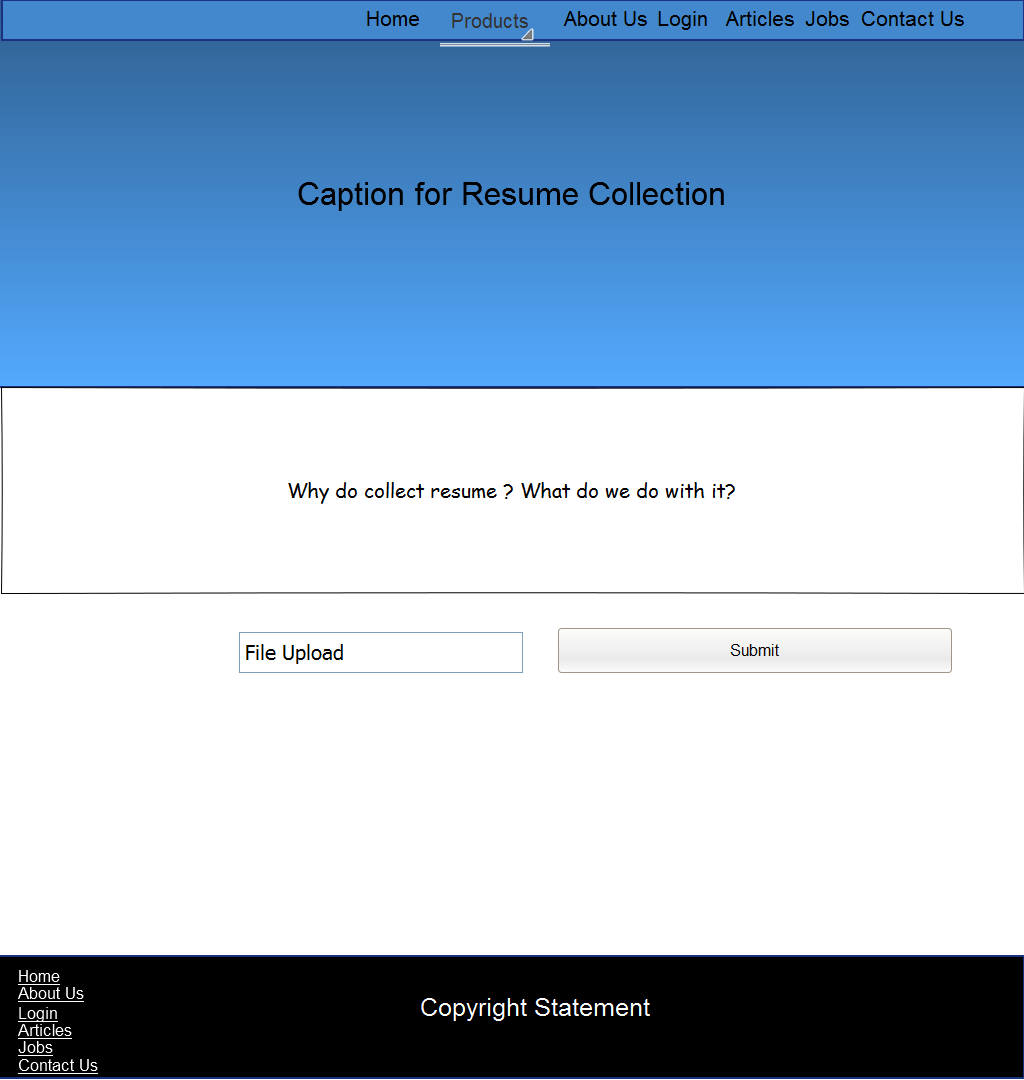 Home Products About Us Login Articles Jobs Contact Us
Caption for Resume Collection
Why do collect resume ? What do we do with it?
File Upload Submit
Home
About Us
Login
Articles
Jobs
Contact Us
Copyright Statement